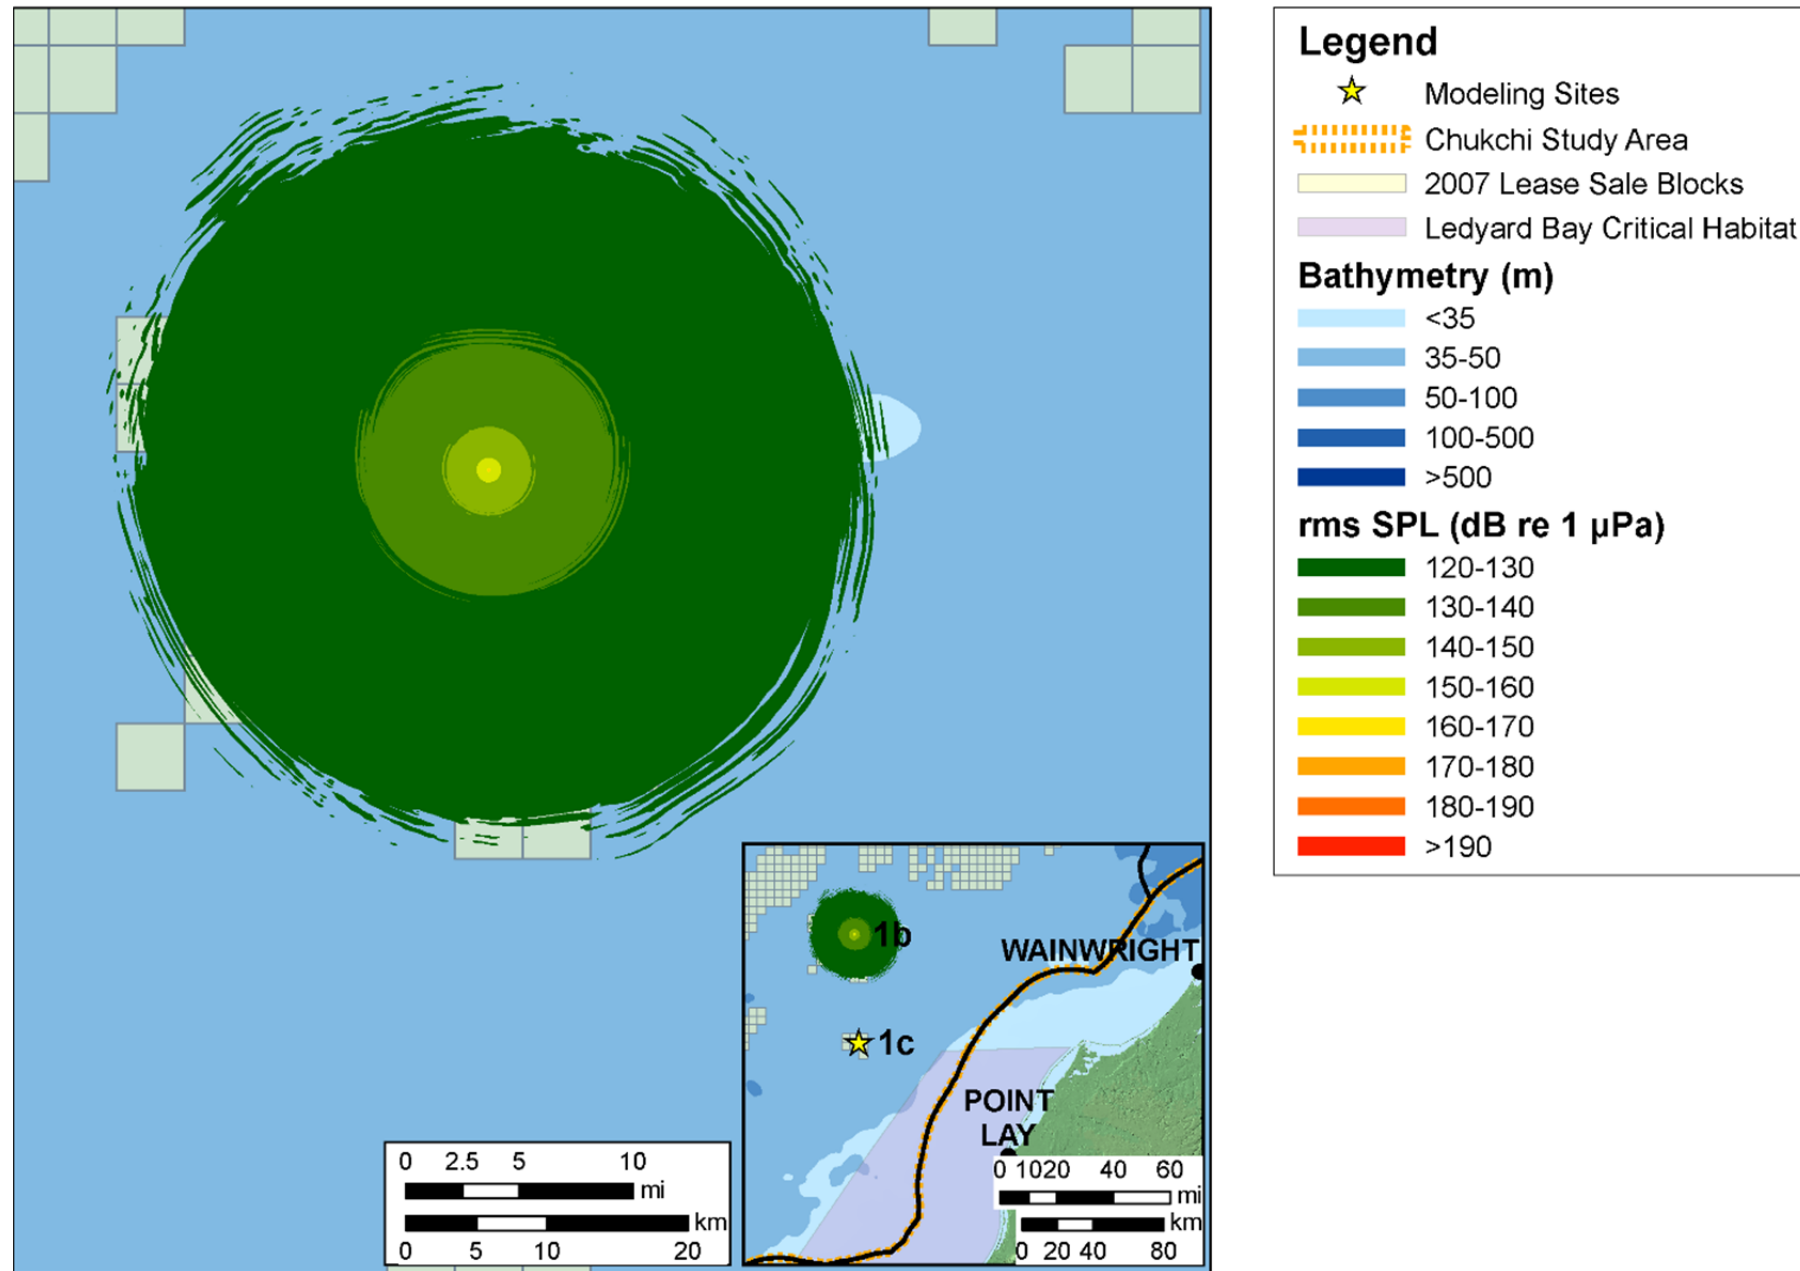 Legend
Modeling Sites
Chukchi Study Area
2007 Lease Sale Blocks
Ledyard Bay Critical Habitat
Bathymetry (m)
<35
35-50
50-100
100-500
>500
rms SPL (dB re 1 µPa)
120-130
130-140
140-150
150-160
160-170
170-180
180-190
>190
1b
WAINWRIGHT
1c
POINT
LAY
0 2.5 5 10
mi
km
0 5 10 20
0 10 20 40 60
mi
km
0 20 40 80